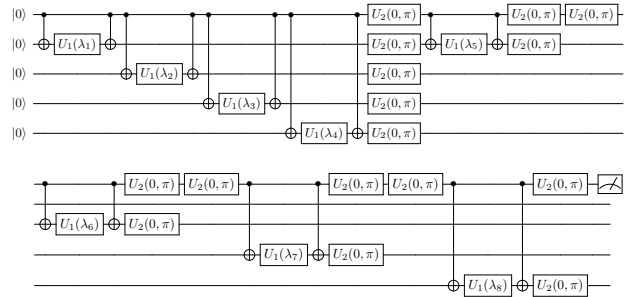 |0⟩ U₂(0, π) U₂(0, π) U₂(0, π)
|0⟩ U₁(λ₁) U₂(0, π) U₁(λ₅) U₂(0, π)
|0⟩ U₁(λ₂) U₂(0, π)
|0⟩ U₁(λ₃) U₂(0, π)
|0⟩ U₁(λ₄) U₂(0, π)
U₂(0, π) U₂(0, π) U₂(0, π) U₂(0, π) U₂(0, π)
U₁(λ₆) U₂(0, π)
U₁(λ₇) U₂(0, π)
U₁(λ₈) U₂(0, π)